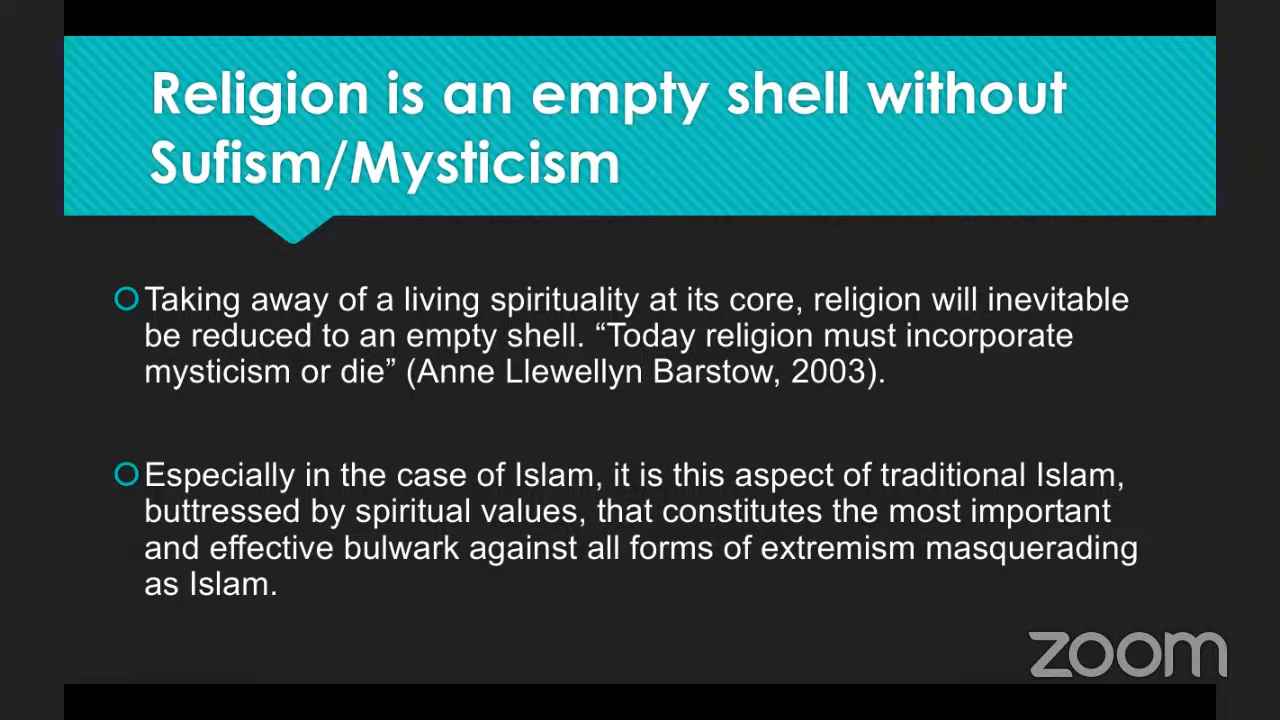 Religion is an empty shell without
Sufism/Mysticism
Taking away of a living spirituality at its core, religion will inevitable
be reduced to an empty shell. “Today religion must incorporate
mysticism or die” (Anne Llewellyn Barstow, 2003).
Especially in the case of Islam, it is this aspect of traditional Islam,
buttressed by spiritual values, that constitutes the most important
and effective bulwark against all forms of extremism masquerading
as Islam.
zoom